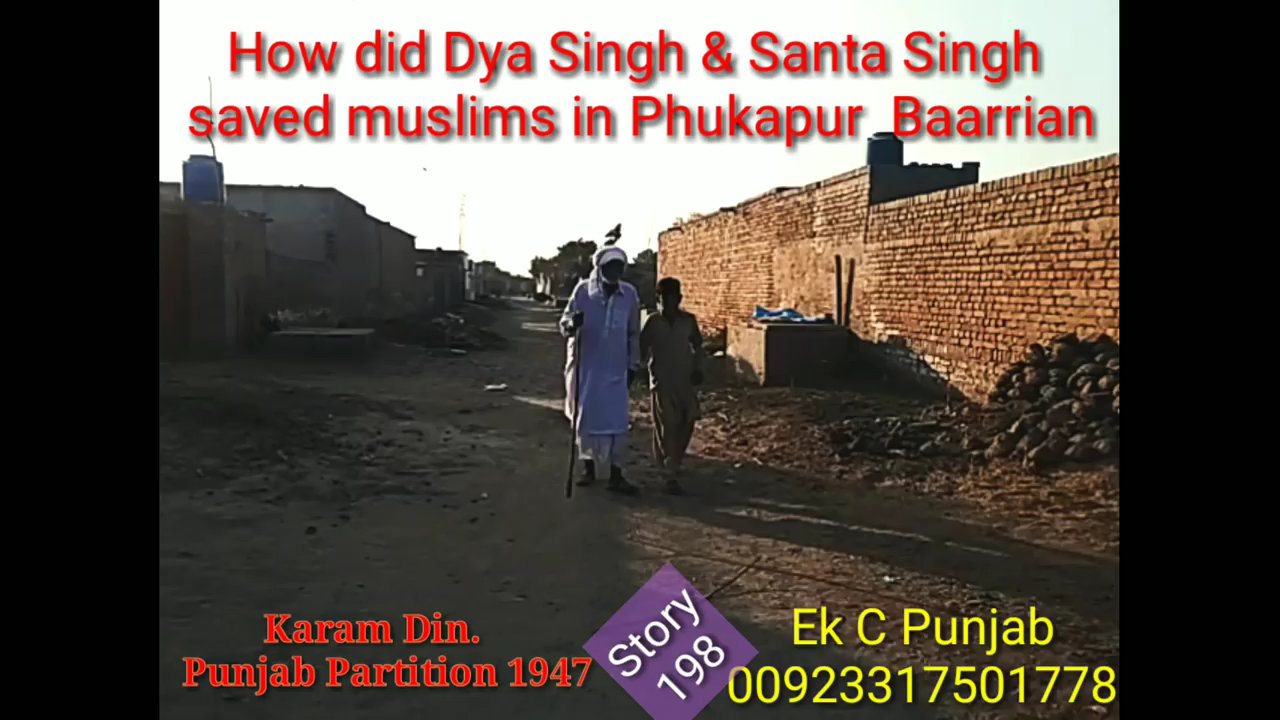 How did Dya Singh & Santa Singh
saved muslims in Phukapur Baarrian
Karam Din.
Punjab Partition 1947
Story
198
Ek C Punjab
00923317501778